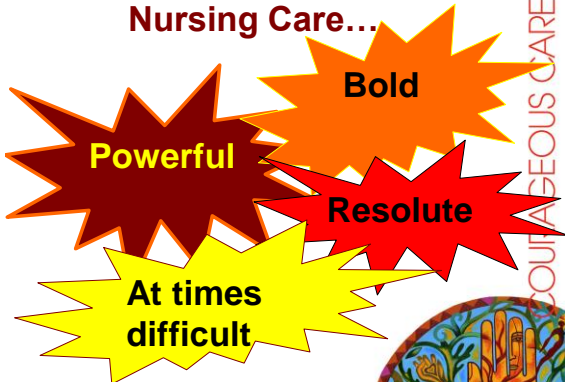 Nursing Care…
Bold
Powerful
Resolute
At times
difficult
COURAGEOUS CARE